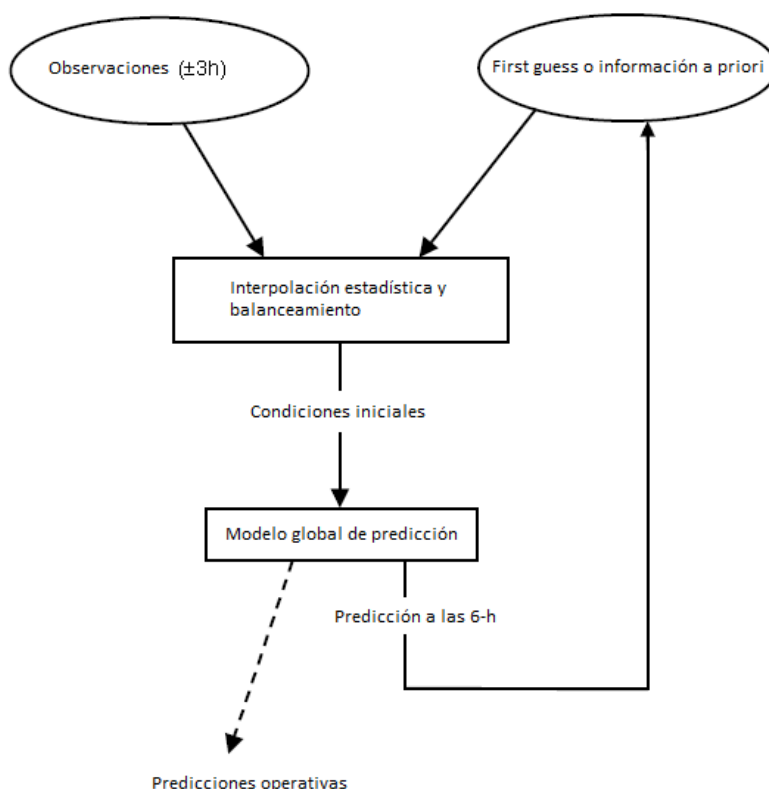 Observaciones (±3h)
First guess o información a priori
Interpolación estadística y
balanceamiento
Condiciones iniciales
Modelo global de predicción
Predicción a las 6-h
Predicciones operativas